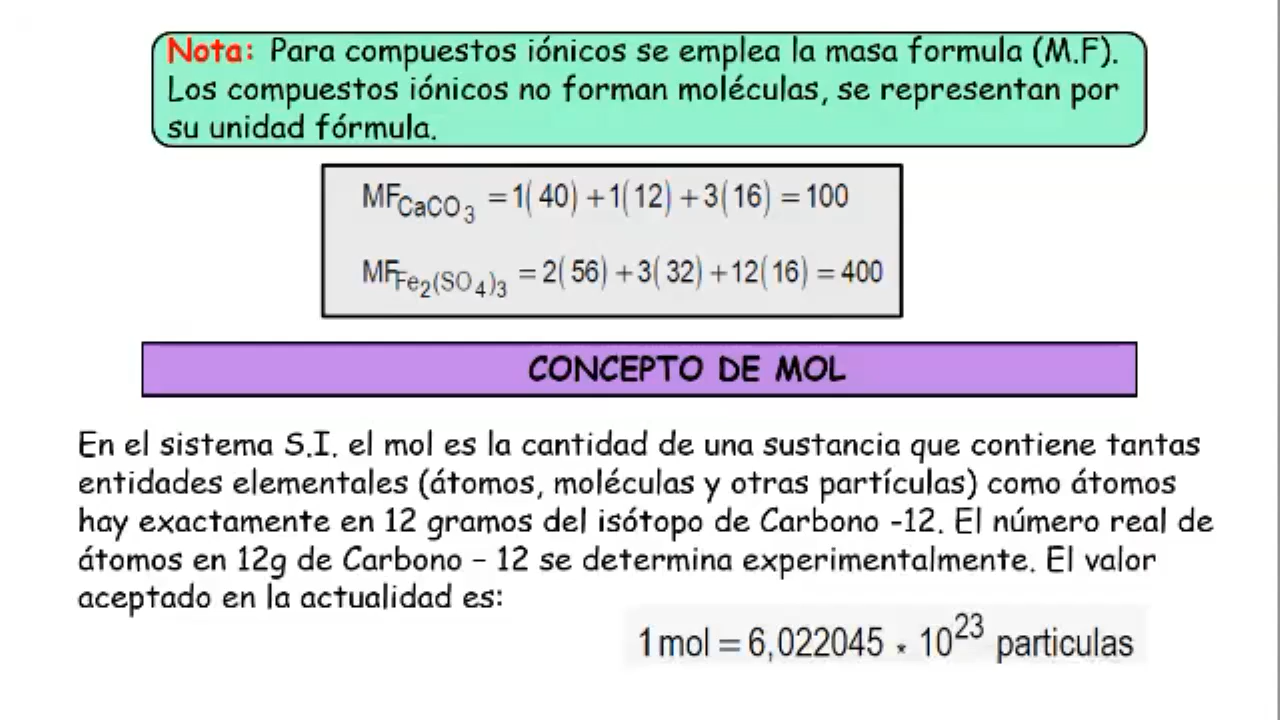 Nota: Para compuestos iónicos se emplea la masa formula (M.F).
Los compuestos iónicos no forman moléculas, se representan por
su unidad fórmula.
MF_CaCO₃ = 1(40) + 1(12) + 3(16) = 100
MF_Fe₂(SO₄)₃ = 2(56) + 3(32) + 12(16) = 400
CONCEPTO DE MOL
En el sistema S.I. el mol es la cantidad de una sustancia que contiene tantas
entidades elementales (átomos, moléculas y otras partículas) como átomos
hay exactamente en 12 gramos del isótopo de Carbono -12. El número real de
átomos en 12g de Carbono – 12 se determina experimentalmente. El valor
aceptado en la actualidad es:
1 mol = 6,022045 * 10²³ particulas